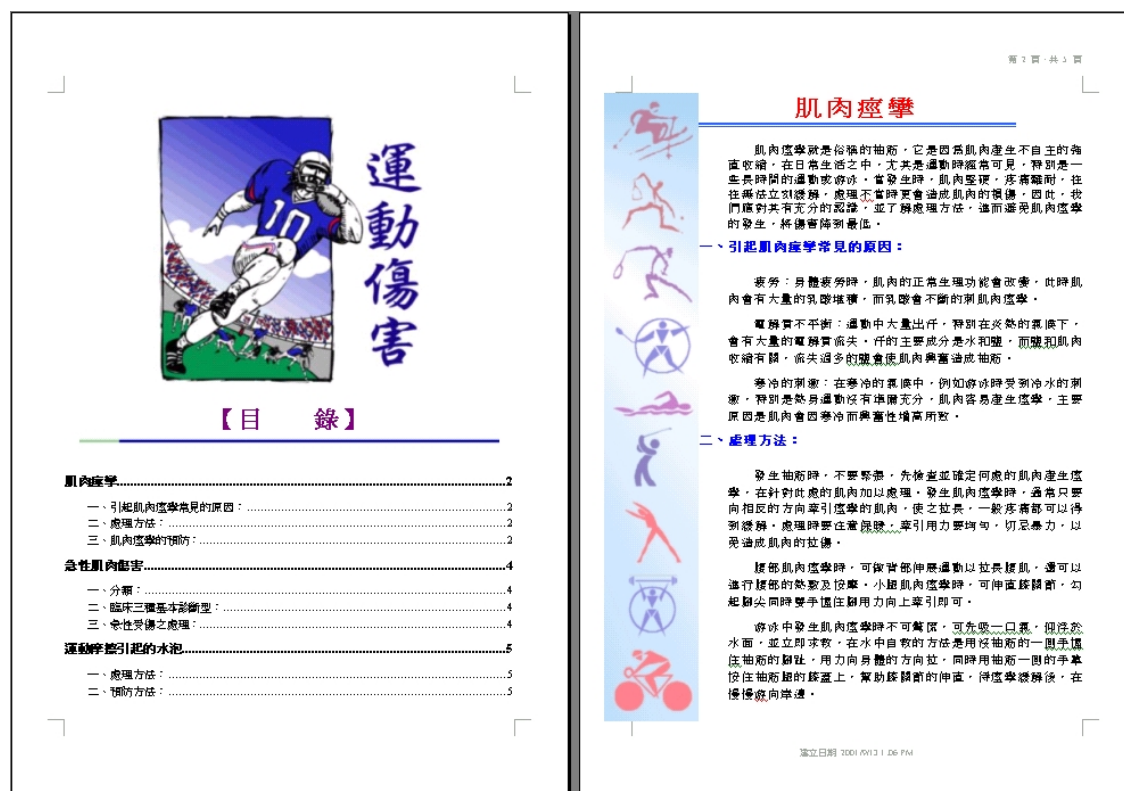 10
運動傷害
【目　　錄】
肌肉痙攣 2
一、引起肌肉痙攣常見的原因： 2
二、處理方法： 2
三、肌肉痙攣的預防： 2
急性肌肉傷害 4
一、分類： 4
二、臨床三種基本診斷型： 4
三、急性受傷之處理： 4
運動摩擦引起的水泡 5
一、處理方法： 5
二、預防方法： 5
第 2 頁，共 5 頁
肌肉痙攣
肌肉痙攣就是俗稱的抽筋，它是因常肌肉產生不自主的強
直收縮，在日常生活之中，尤其是運動時經常可見，特別是一
些長時間的運動或游泳。當發生時，肌肉堅硬，疼痛難耐，往
往無法立刻緩解，處理不當時更會造成肌肉的損傷，因此，我
們應對其有充分的認識，並了解處理方法，進而避免肌肉痙攣
的發生，將傷害降到最低。
一、引起肌肉痙攣常見的原因：
疲勞：身體疲勞時，肌肉的正常生理功能會改變，此時肌
肉會有大量的乳酸堆積，而乳酸會不斷的刺肌肉痙攣。
電解質不平衡：運動中大量出汗，特別在炎熱的氣候下，
會有大量的電解質流失。汗的主要成分是水和鹽，而鹽和肌肉
收縮有關，流失過多的鹽會使肌肉興奮造成抽筋。
寒冷的刺激：在寒冷的氣候中，例如游泳時受到冷水的刺
激，特別是熱身運動沒有準備充分，肌肉容易產生痙攣，主要
原因是肌肉會因寒冷而興奮性增高所致。
二、處理方法：
發生抽筋時，不要緊張，先檢查並確定何處的肌肉產生痙
攣，在針對此處的肌肉加以處理。發生肌肉痙攣時，通常只要
向相反的方向牽引痙攣的肌肉，使之拉長，一般疼痛都可以得
到緩解。處理時要注意保暖，牽引用力要均勻，切忌暴力，以
免造成肌肉的拉傷。
腹部肌肉痙攣時，可做背部伸展運動以拉長腹肌，還可以
進行腹部的熱敷及按摩。小腿肌肉痙攣時，可伸直膝關節，勾
起腳尖同時雙手握住腳用力向上牽引即可。
游泳中發生肌肉痙攣時不可驚慌，可先吸一口氣，仰浮於
水面，並立即求救，在水中自救的方法是用沒抽筋的一側手握
住抽筋的腳趾，用力向身體的方向拉，同時用抽筋一側的手掌
按住抽筋腿的膝蓋上，幫助膝關節的伸直，待痙攣緩解後，在
慢慢游向岸邊。
建立日期 2001/9/13 1:06 PM